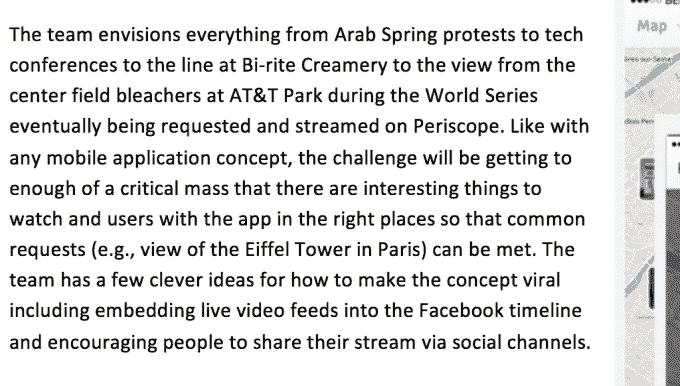 The team envisions everything from Arab Spring protests to tech
conferences to the line at Bi-rite Creamery to the view from the
center field bleachers at AT&T Park during the World Series
eventually being requested and streamed on Periscope. Like with
any mobile application concept, the challenge will be getting to
enough of a critical mass that there are interesting things to
watch and users with the app in the right places so that common
requests (e.g., view of the Eiffel Tower in Paris) can be met. The
team has a few clever ideas for how to make the concept viral
including embedding live video feeds into the Facebook timeline
and encouraging people to share their stream via social channels.
Map